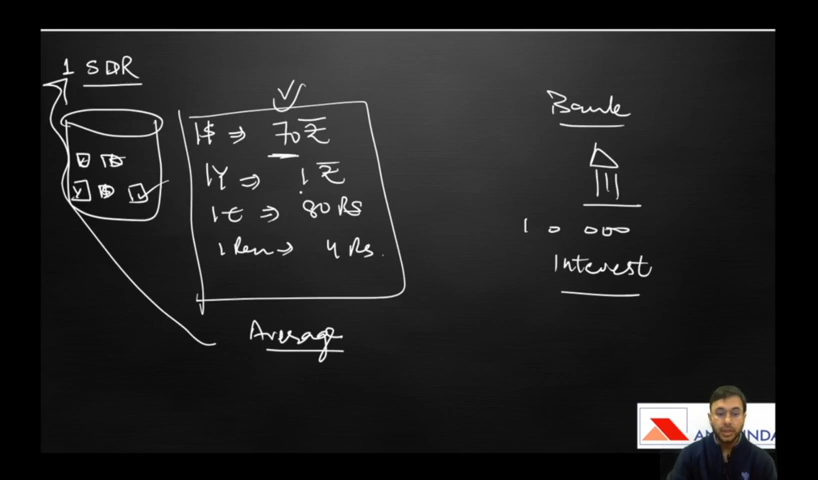 1 SDR
1$ ⇒ 70 ₹
1Y ⇒ 1 ₹
1€ ⇒ 80 RS
1 Ren → 4 Rs.
Average
Bank
10 000
Interest